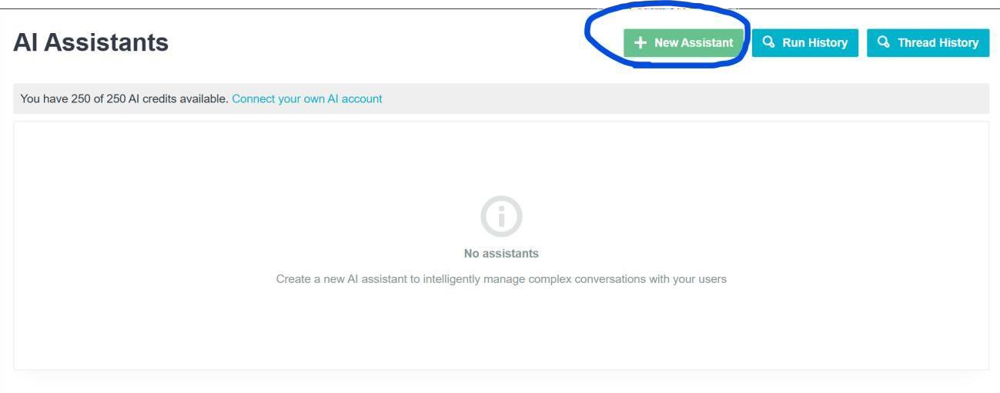 AI Assistants
New Assistant
Run History
Thread History
You have 250 of 250 AI credits available. Connect your own AI account
No assistants
Create a new AI assistant to intelligently manage complex conversations with your users